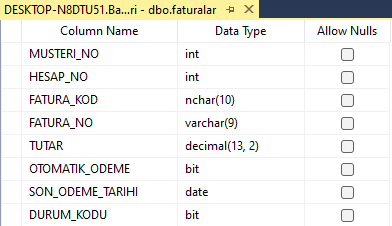 DESKTOP-N8DTU51.Ba...ri - dbo.faturalar
Column Name Data Type Allow Nulls
MUSTERI_NO int
HESAP_NO int
FATURA_KOD nchar(10)
FATURA_NO varchar(9)
TUTAR decimal(13, 2)
OTOMATIK_ODEME bit
SON_ODEME_TARIHI date
DURUM_KODU bit